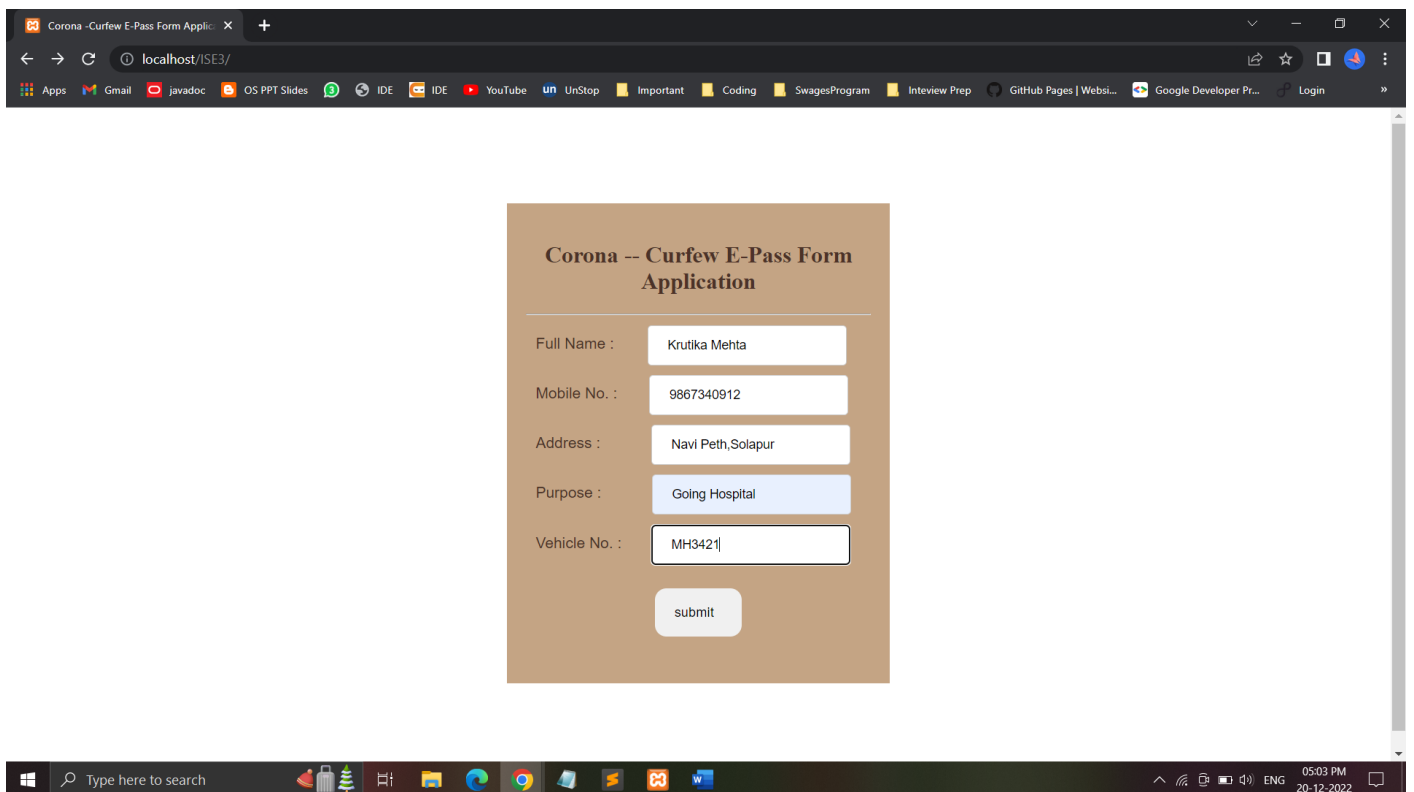 Corona -Curfew E-Pass Form Applic
localhost/ISE3/
Apps Gmail javadoc OS PPT Slides 3 IDE CC IDE YouTube un UnStop Important Coding SwagesProgram Inteview Prep GitHub Pages | Websi... Google Developer Pr... Login »
Corona -- Curfew E-Pass Form
Application
Full Name : Krutika Mehta
Mobile No. : 9867340912
Address : Navi Peth,Solapur
Purpose : Going Hospital
Vehicle No. : MH3421
submit
Type here to search
ENG
05:03 PM
20-12-2022